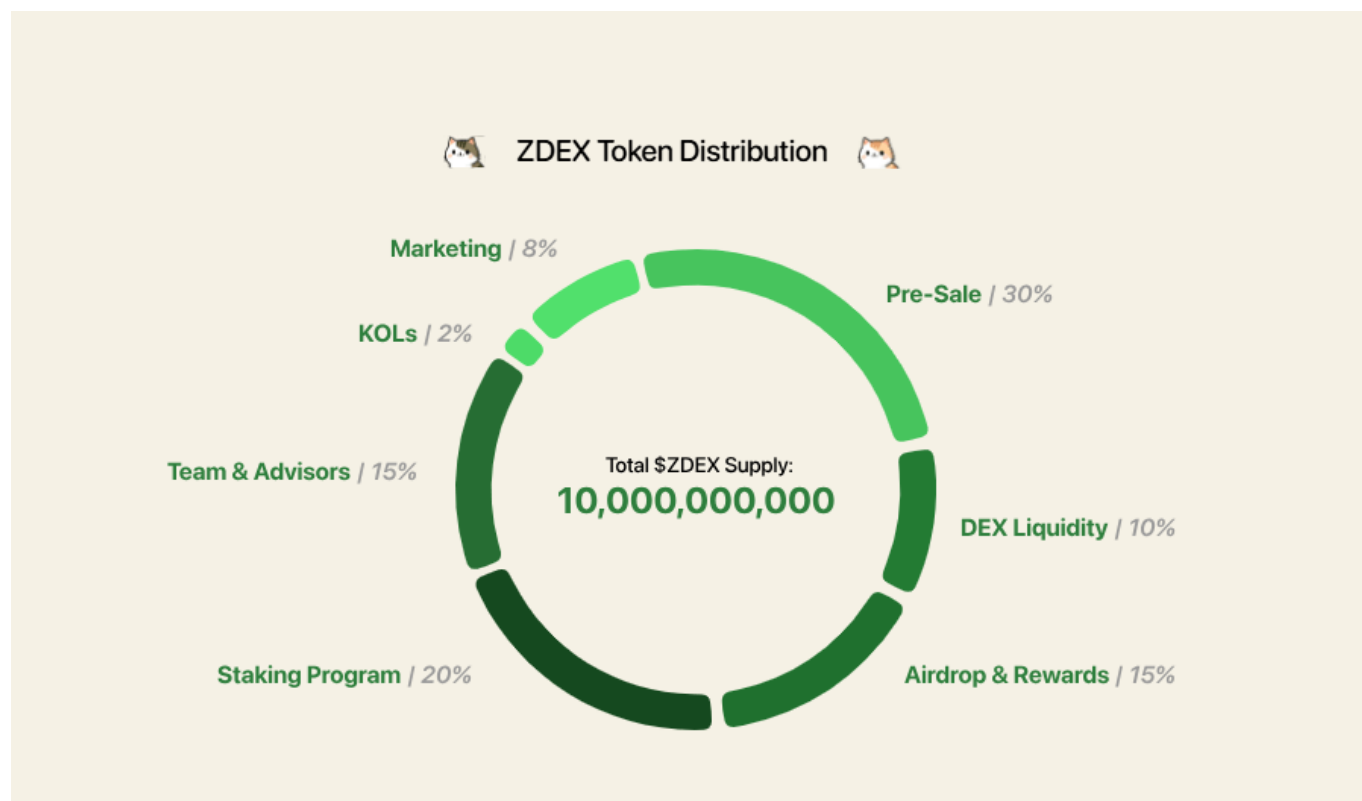 ZDEX Token Distribution
Marketing / 8%
Pre-Sale / 30%
KOLs / 2%
Team & Advisors / 15%
Total $ZDEX Supply:
10,000,000,000
DEX Liquidity / 10%
Staking Program / 20%
Airdrop & Rewards / 15%